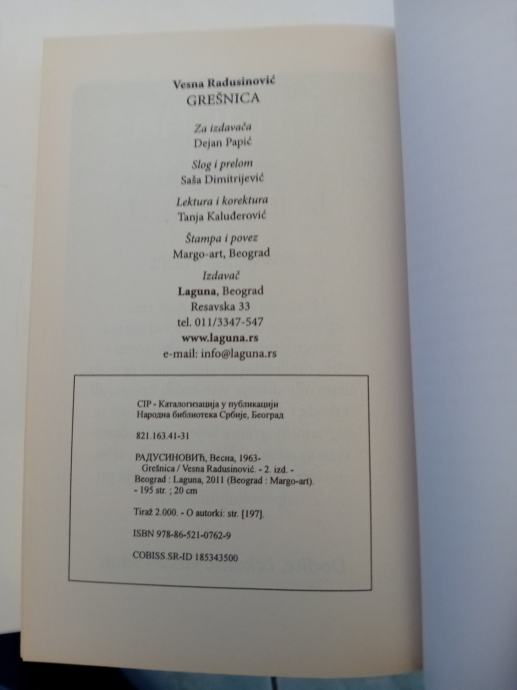 Vesna Radusinović
GREŠNICA
Za izdavača
Dejan Papić
Slog i prelom
Saša Dimitrijević
Lektura i korektura
Tanja Kaluđerović
Štampa i povez
Margo-art, Beograd
Izdavač
Laguna, Beograd
Resavska 33
tel. 011/3347-547
www.laguna.rs
e-mail: info@laguna.rs
CIP - Каталогизација у публикацији
Народна библиотека Србије, Београд
821.163.41-31
РАДУСИНОВИЋ, Весна, 1963-
Grešnica / Vesna Radusinović. - 2. izd. -
Beograd : Laguna, 2011 (Beograd : Margo-art).
- 195 str. ; 20 cm
Tiraž 2.000. - O autorki: str. [197].
ISBN 978-86-521-0762-9
COBISS.SR-ID 185343500